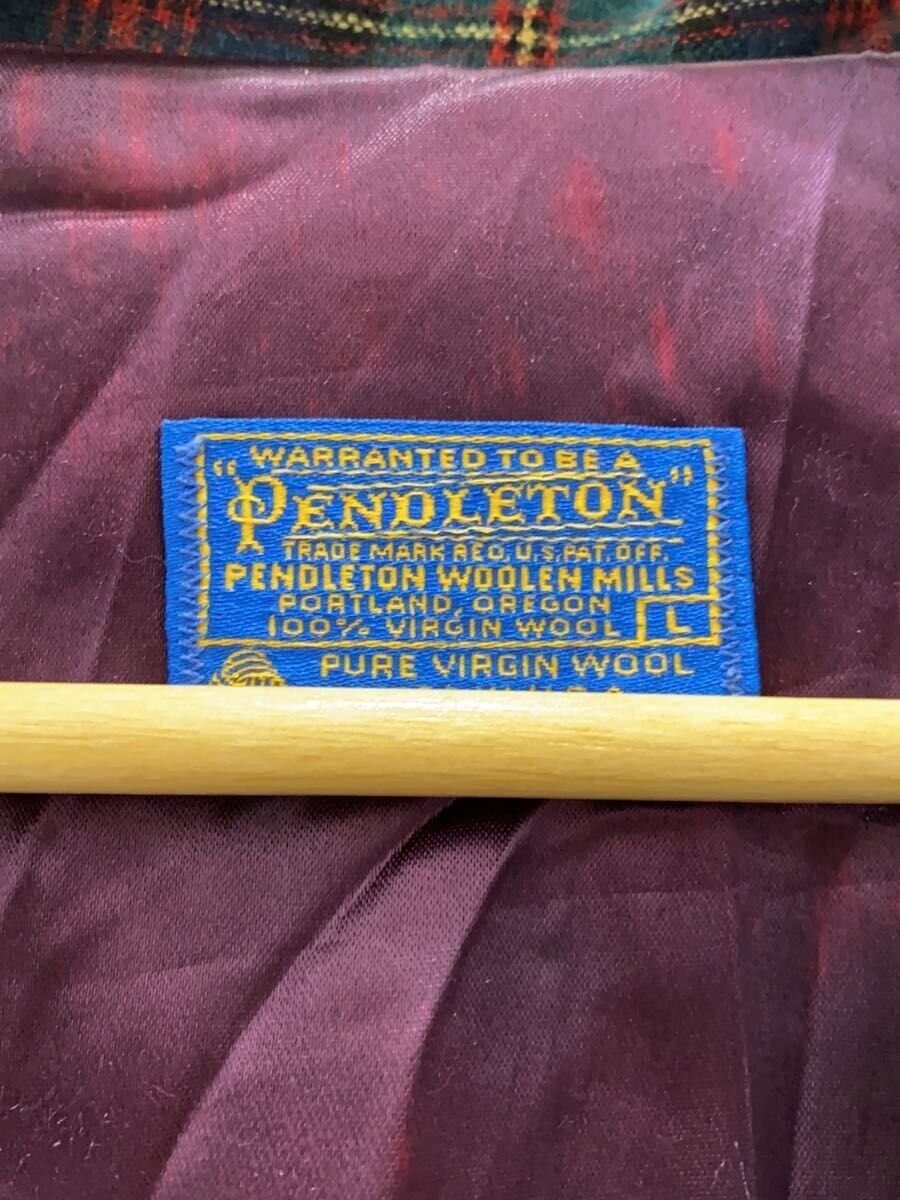 WARRANTED TO BE A
"PENDLETON"
TRADE MARK REG. U.S. PAT. OFF.
PENDLETON WOOLEN MILLS
PORTLAND, OREGON
100% VIRGIN WOOL L
PURE VIRGIN WOOL